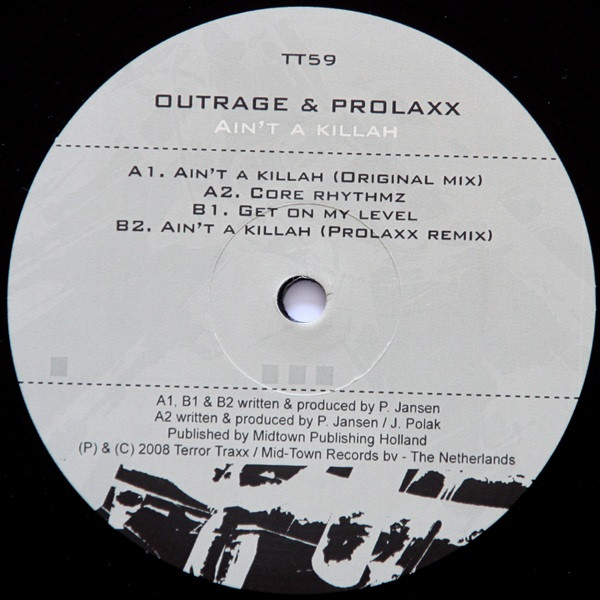 TT59
OUTRAGE & PROLAXX
AIN'T A KILLAH
A1. AIN'T A KILLAH (ORIGINAL MIX)
A2. CORE RHYTHMZ
B1. GET ON MY LEVEL
B2. AIN'T A KILLAH (PROLAXX REMIX)
A1, B1 & B2 written & produced by P. Jansen
A2 written & produced by P. Jansen / J. Polak
Published by Midtown Publishing Holland
(P) & (C) 2008 Terror Traxx / Mid-Town Records bv - The Netherlands